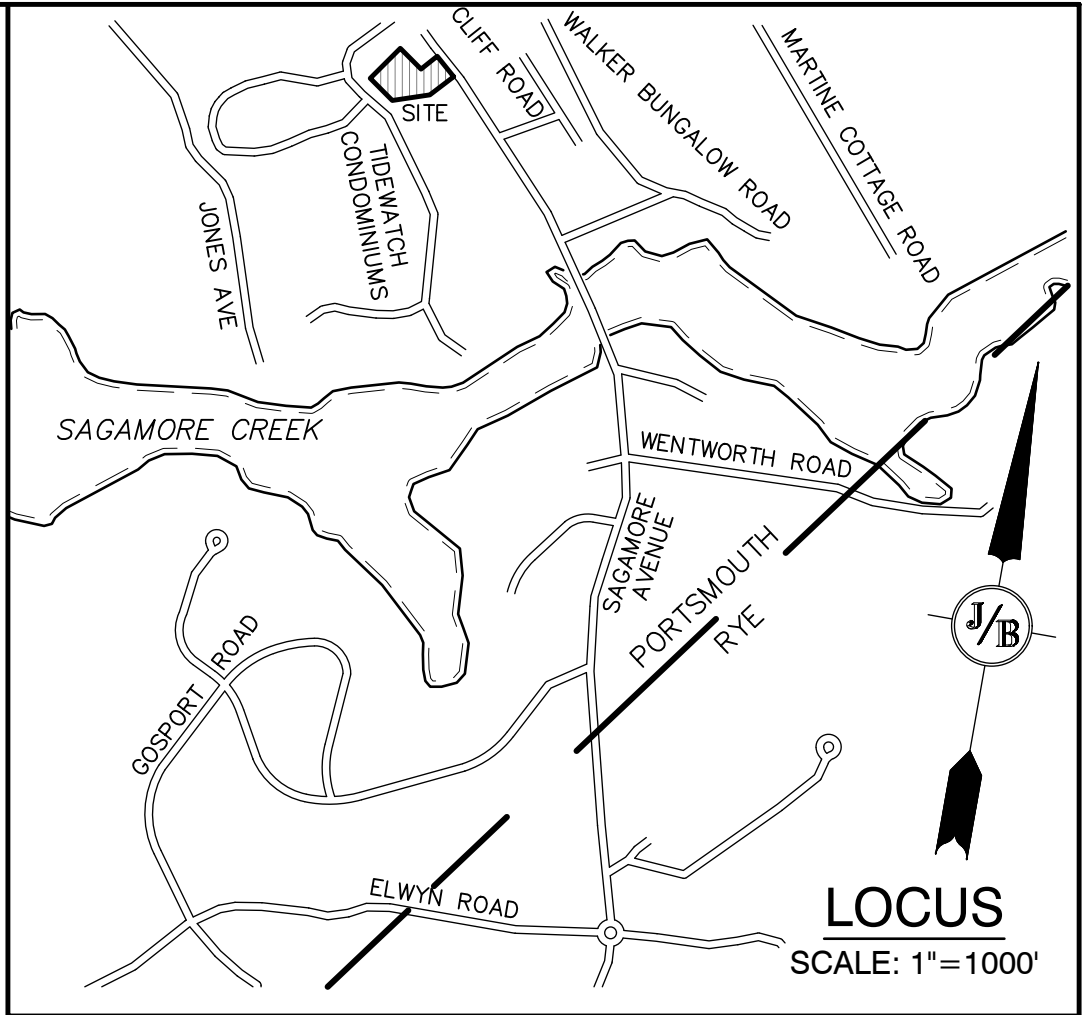 CLIFF ROAD
WALKER BUNGALOW ROAD
MARTINE COTTAGE ROAD
SITE
TIDEWATCH
CONDOMINIUMS
JONES AVE
SAGAMORE CREEK
WENTWORTH ROAD
SAGAMORE
AVENUE
PORTSMOUTH
RYE
J/B
GOSPORT ROAD
ELWYN ROAD
LOCUS
SCALE: 1"=1000'